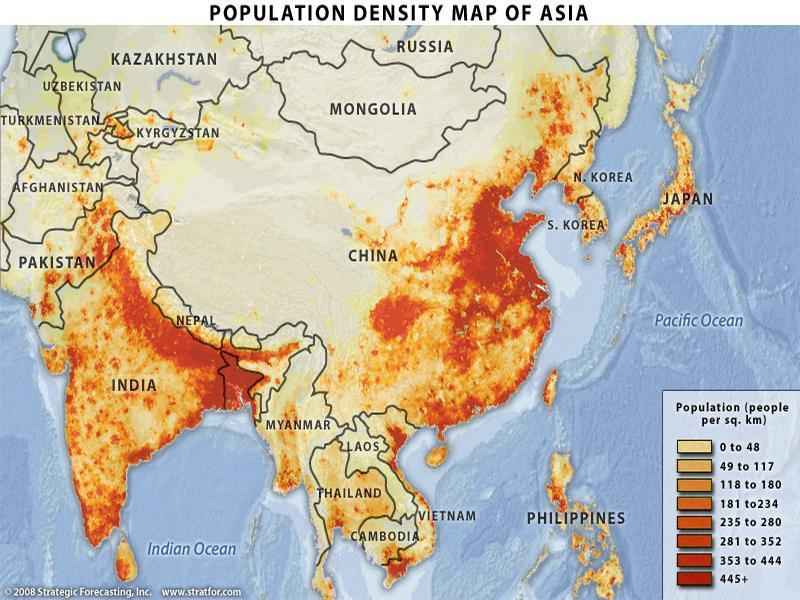 POPULATION DENSITY MAP OF ASIA
RUSSIA
KAZAKHSTAN
UZBEKISTAN
MONGOLIA
TURKMENISTAN
KYRGYZSTAN
N. KOREA
AFGHANISTAN
JAPAN
S. KOREA
CHINA
PAKISTAN
NEPAL
Pacific Ocean
INDIA
Population (people
per sq. km)
MYANMAR
0 to 48
LAOS
49 to 117
118 to 180
THAILAND
181 to234
VIETNAM
PHILIPPINES
235 to 280
CAMBODIA
281 to 352
Indian Ocean
353 to 444
445+
© 2008 Strategic Forecasting, Inc. www.stratfor.com